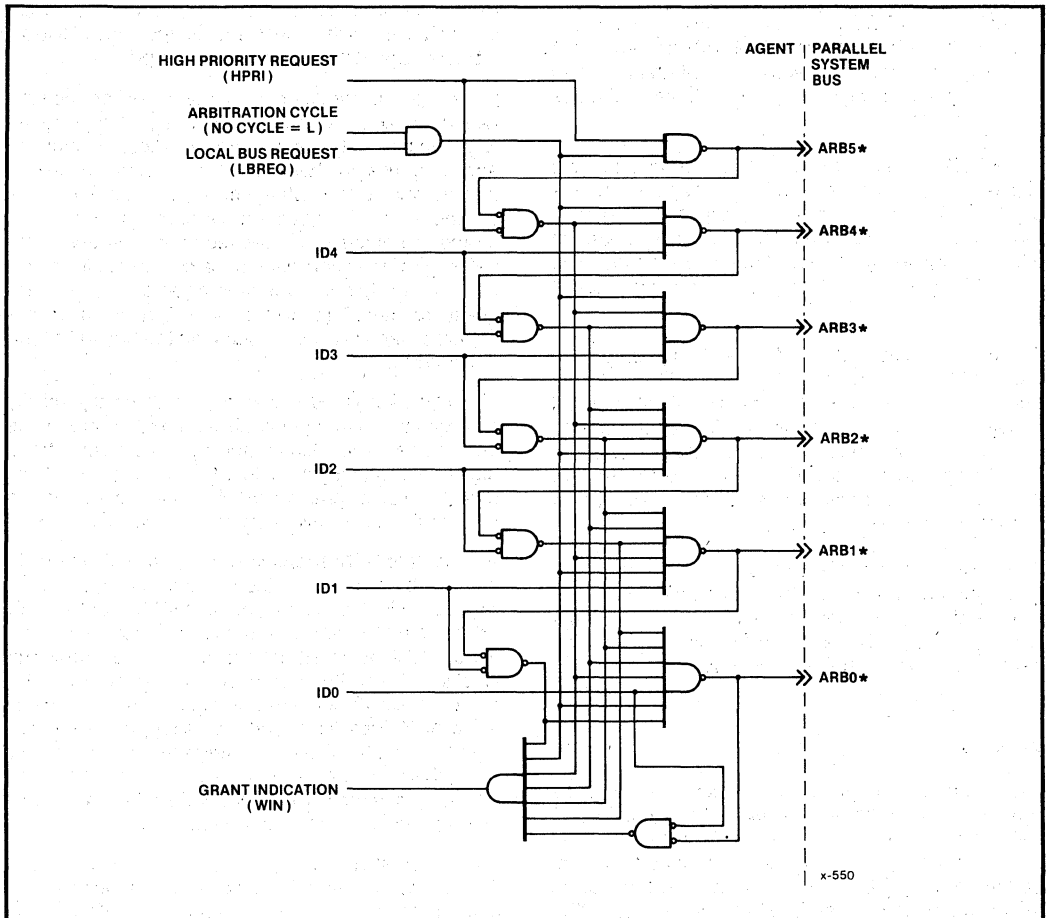 AGENT
PARALLEL
SYSTEM
BUS
HIGH PRIORITY REQUEST
(HPRI)
ARBITRATION CYCLE
(NO CYCLE = L)
LOCAL BUS REQUEST
(LBREQ)
ARB5*
ARB4*
ID4
ARB3*
ID3
ARB2*
ID2
ARB1*
ID1
ARB0*
ID0
GRANT INDICATION
(WIN)
x-550